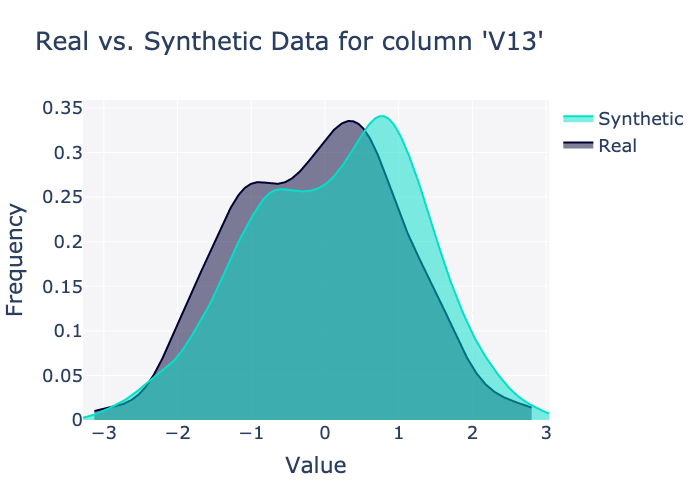 Real vs. Synthetic Data for column 'V13'
Synthetic
Real
Frequency
0.35
0.3
0.25
0.2
0.15
0.1
0.05
0
−3 −2 −1 0 1 2 3
Value